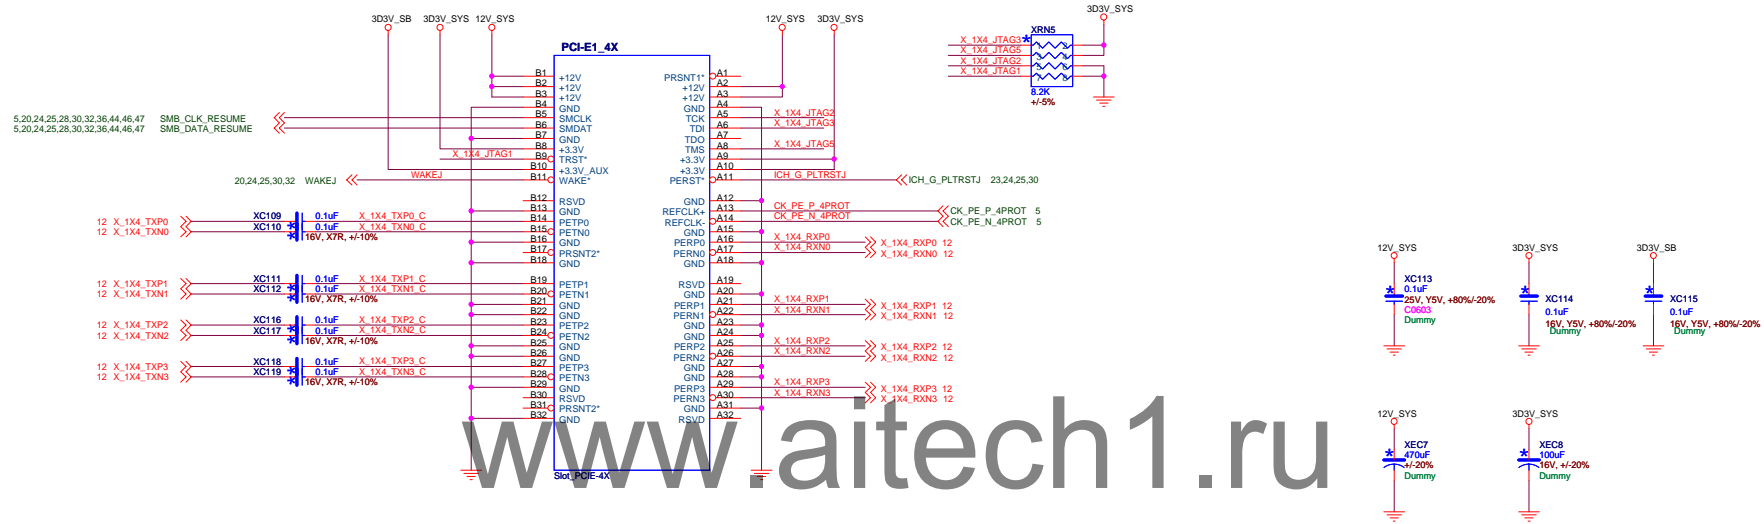 3D3V_SB 3D3V_SYS 12V_SYS
12V_SYS 3D3V_SYS
PCI-E1_4X
B1 +12V PRSNT1* A1
B2 +12V +12V A2
B3 +12V +12V A3
B4 GND GND A4
5,20,24,25,28,30,32,36,44,46,47 SMB_CLK_RESUME B5 SMCLK TCK A5 X_1X4_JTAG2
5,20,24,25,28,30,32,36,44,46,47 SMB_DATA_RESUME B6 SMDAT TDI A6 X_1X4_JTAG3
B7 GND TDO A7
B8 +3.3V TMS A8 X_1X4_JTAG5
X_1X4_JTAG1 B9 TRST* +3.3V A9
B10 +3.3V_AUX +3.3V A10
20,24,25,30,32 WAKEJ WAKEJ B11 WAKE* PERST* A11 ICH_G_PLTRSTJ ICH_G_PLTRSTJ 23,24,25,30
B12 RSVD GND A12
B13 GND REFCLK+ A13 CK_PE_P_4PROT CK_PE_P_4PROT 5
12 X_1X4_TXP0 XC109 0.1uF X_1X4_TXP0_C B14 PETP0 REFCLK- A14 CK_PE_N_4PROT CK_PE_N_4PROT 5
12 X_1X4_TXN0 XC110 0.1uF X_1X4_TXN0_C B15 PETN0 GND A15
16V, X7R, +/-10% B16 GND PERP0 A16 X_1X4_RXP0 X_1X4_RXP0 12
B17 PRSNT2* PERN0 A17 X_1X4_RXN0 X_1X4_RXN0 12
B18 GND GND A18
12 X_1X4_TXP1 XC111 0.1uF X_1X4_TXP1_C B19 PETP1 RSVD A19
12 X_1X4_TXN1 XC112 0.1uF X_1X4_TXN1_C B20 PETN1 GND A20
16V, X7R, +/-10% B21 GND PERP1 A21 X_1X4_RXP1 X_1X4_RXP1 12
B22 GND PERN1 A22 X_1X4_RXN1 X_1X4_RXN1 12
12 X_1X4_TXP2 XC116 0.1uF X_1X4_TXP2_C B23 PETP2 GND A23
12 X_1X4_TXN2 XC117 0.1uF X_1X4_TXN2_C B24 PETN2 GND A24
16V, X7R, +/-10% B25 GND PERP2 A25 X_1X4_RXP2 X_1X4_RXP2 12
B26 GND PERN2 A26 X_1X4_RXN2 X_1X4_RXN2 12
12 X_1X4_TXP3 XC118 0.1uF X_1X4_TXP3_C B27 PETP3 GND A27
12 X_1X4_TXN3 XC119 0.1uF X_1X4_TXN3_C B28 PETN3 GND A28
16V, X7R, +/-10% B29 GND PERP3 A29 X_1X4_RXP3 X_1X4_RXP3 12
B30 RSVD PERN3 A30 X_1X4_RXN3 X_1X4_RXN3 12
B31 PRSNT2* GND A31
B32 GND RSVD A32
Slot_PCIE-4X
3D3V_SYS
XRN5
X_1X4_JTAG3 1 2
X_1X4_JTAG5 3 4
X_1X4_JTAG2 5 6
X_1X4_JTAG1 7 8
8.2K
+/-5%
12V_SYS 3D3V_SYS 3D3V_SB
XC113
0.1uF
25V, Y5V, +80%/-20%
C0603
Dummy
XC114
0.1uF
16V, Y5V, +80%/-20%
Dummy
XC115
0.1uF
16V, Y5V, +80%/-20%
Dummy
12V_SYS 3D3V_SYS
XEC7
470uF
+/-20%
Dummy
XEC8
100uF
16V, +/-20%
Dummy
www.aitech1.ru